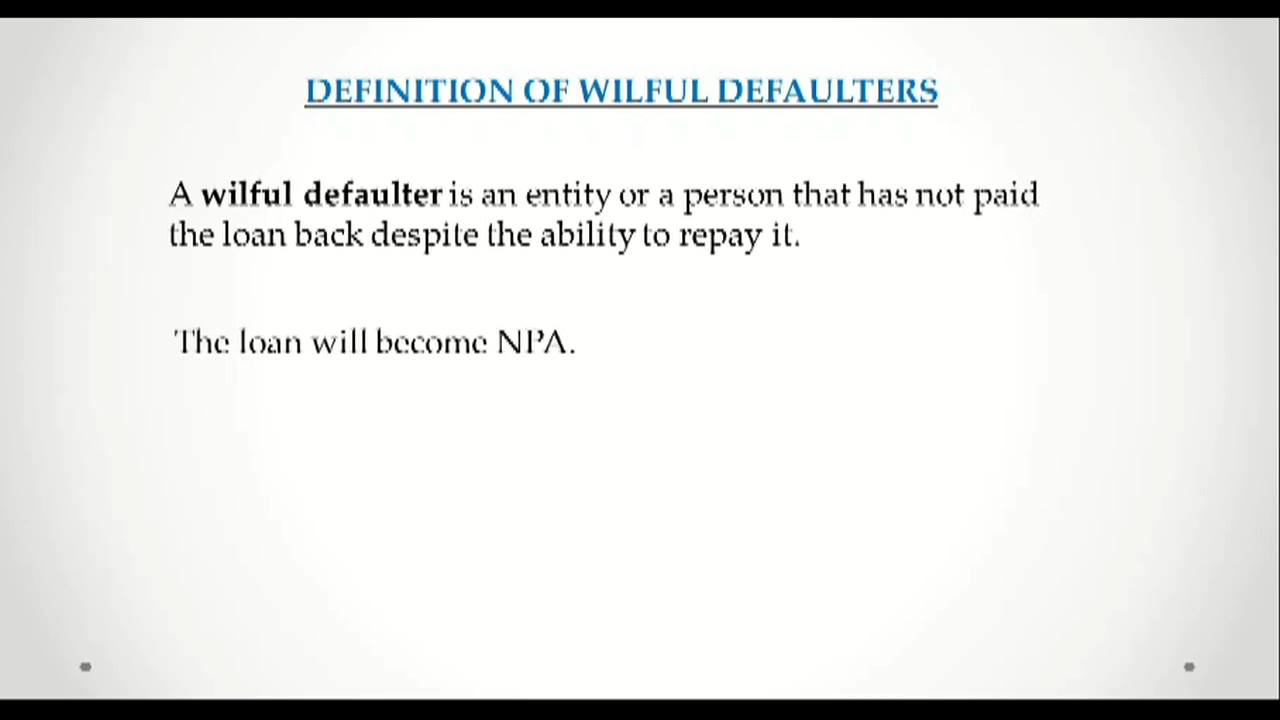 DEFINITION OF WILFUL DEFAULTERS
A wilful defaulter is an entity or a person that has not paid
the loan back despite the ability to repay it.
The loan will become NPA.